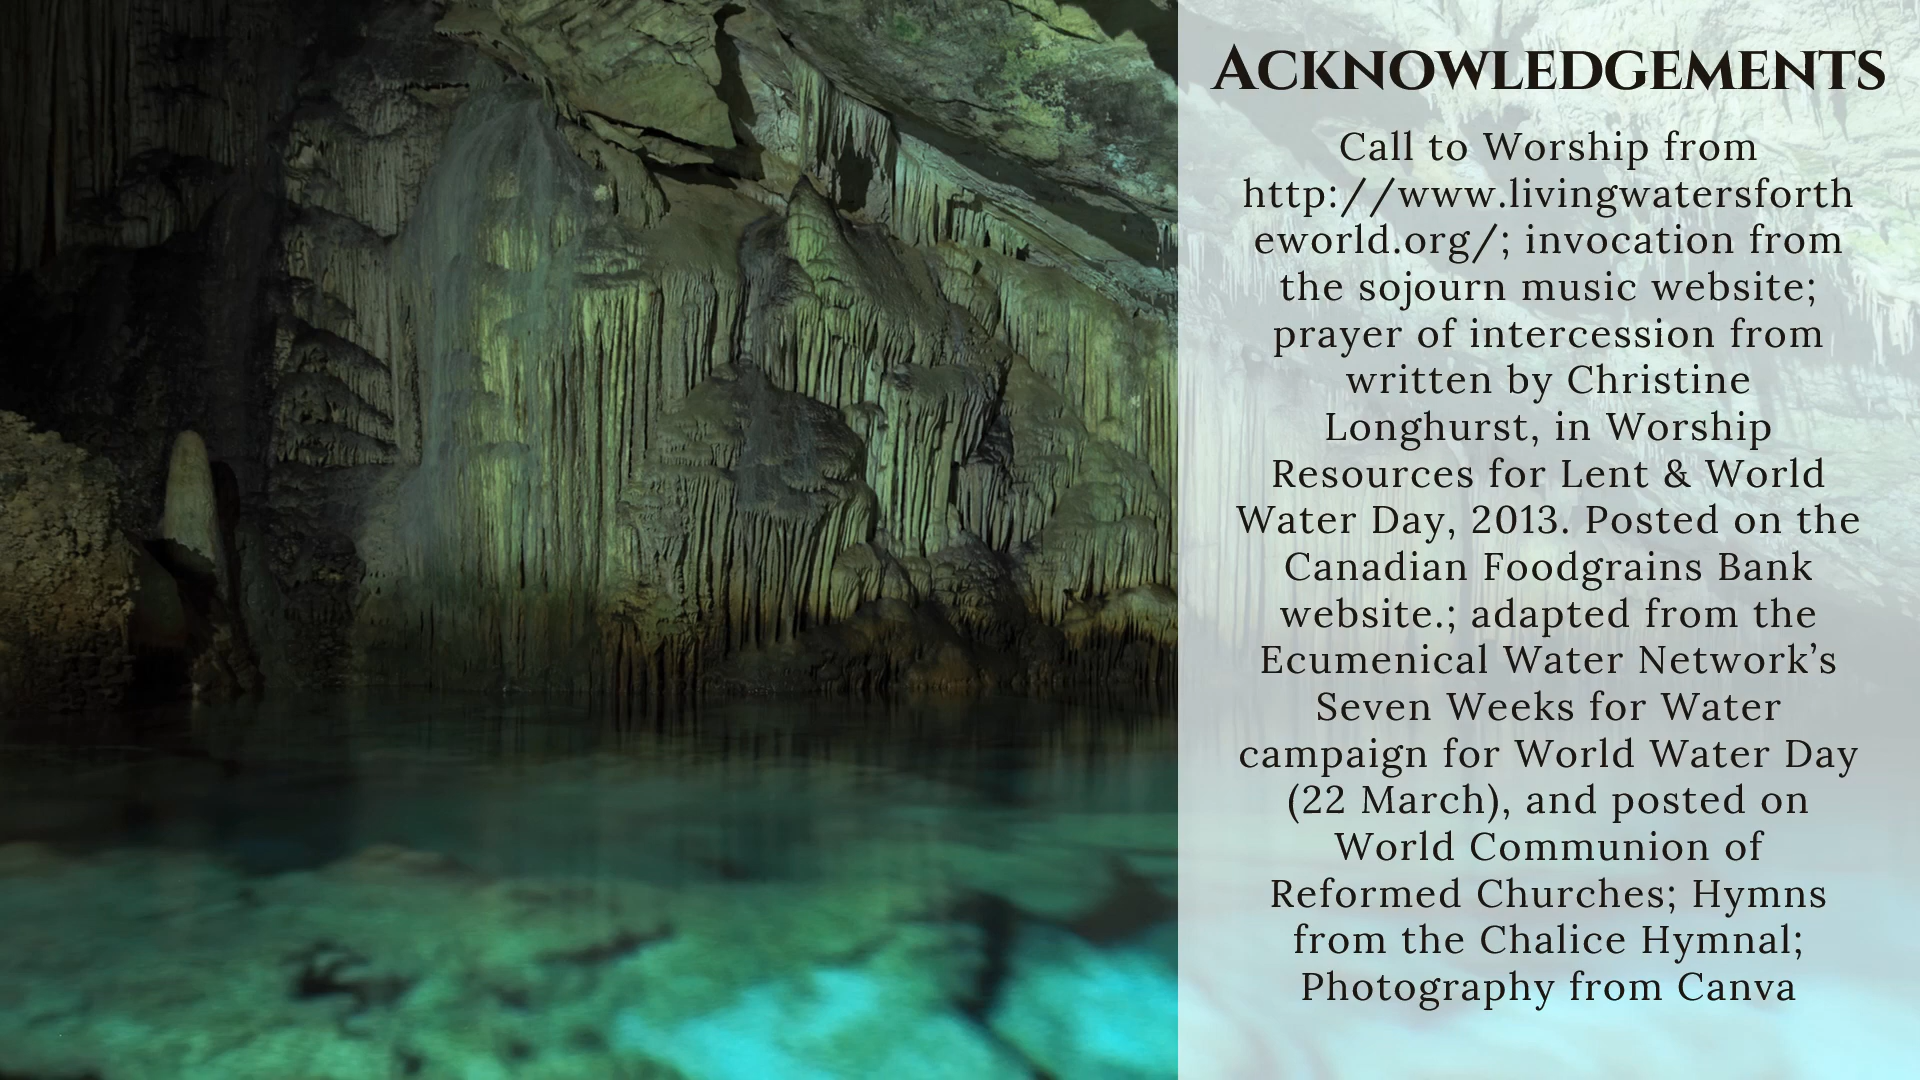 ACKNOWLEDGEMENTS
Call to Worship from
http://www.livingwatersforth
eworld.org/; invocation from
the sojourn music website;
prayer of intercession from
written by Christine
Longhurst, in Worship
Resources for Lent & World
Water Day, 2013. Posted on the
Canadian Foodgrains Bank
website.; adapted from the
Ecumenical Water Network’s
Seven Weeks for Water
campaign for World Water Day
(22 March), and posted on
World Communion of
Reformed Churches; Hymns
from the Chalice Hymnal;
Photography from Canva